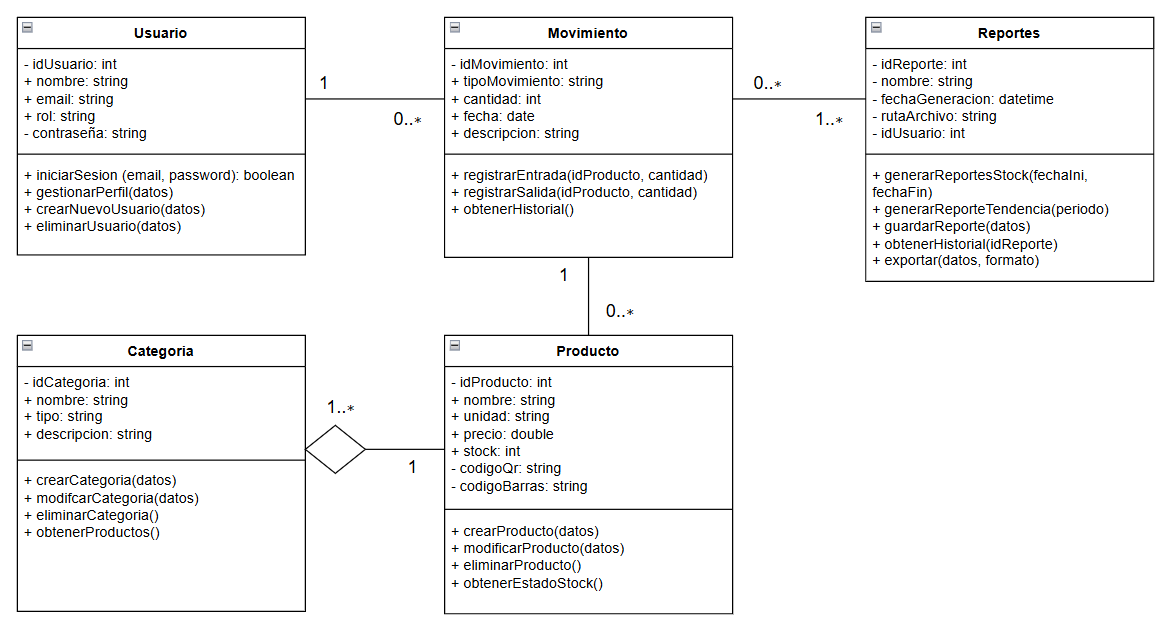 Usuario
- idUsuario: int
+ nombre: string
+ email: string
+ rol: string
- contraseña: string
+ iniciarSesion (email, password): boolean
+ gestionarPerfil(datos)
+ crearNuevoUsuario(datos)
+ eliminarUsuario(datos)
1
0..*
Movimiento
- idMovimiento: int
+ tipoMovimiento: string
+ cantidad: int
+ fecha: date
+ descripcion: string
+ registrarEntrada(idProducto, cantidad)
+ registrarSalida(idProducto, cantidad)
+ obtenerHistorial()
0..*
1..*
Reportes
- idReporte: int
- nombre: string
- fechaGeneracion: datetime
- rutaArchivo: string
- idUsuario: int
+ generarReportesStock(fechaIni,
fechaFin)
+ generarReporteTendencia(periodo)
+ guardarReporte(datos)
+ obtenerHistorial(idReporte)
+ exportar(datos, formato)
1
0..*
Categoria
- idCategoria: int
+ nombre: string
+ tipo: string
+ descripcion: string
+ crearCategoria(datos)
+ modifcarCategoria(datos)
+ eliminarCategoria()
+ obtenerProductos()
1..*
1
Producto
- idProducto: int
+ nombre: string
+ unidad: string
+ precio: double
+ stock: int
- codigoQr: string
- codigoBarras: string
+ crearProducto(datos)
+ modificarProducto(datos)
+ eliminarProducto()
+ obtenerEstadoStock()